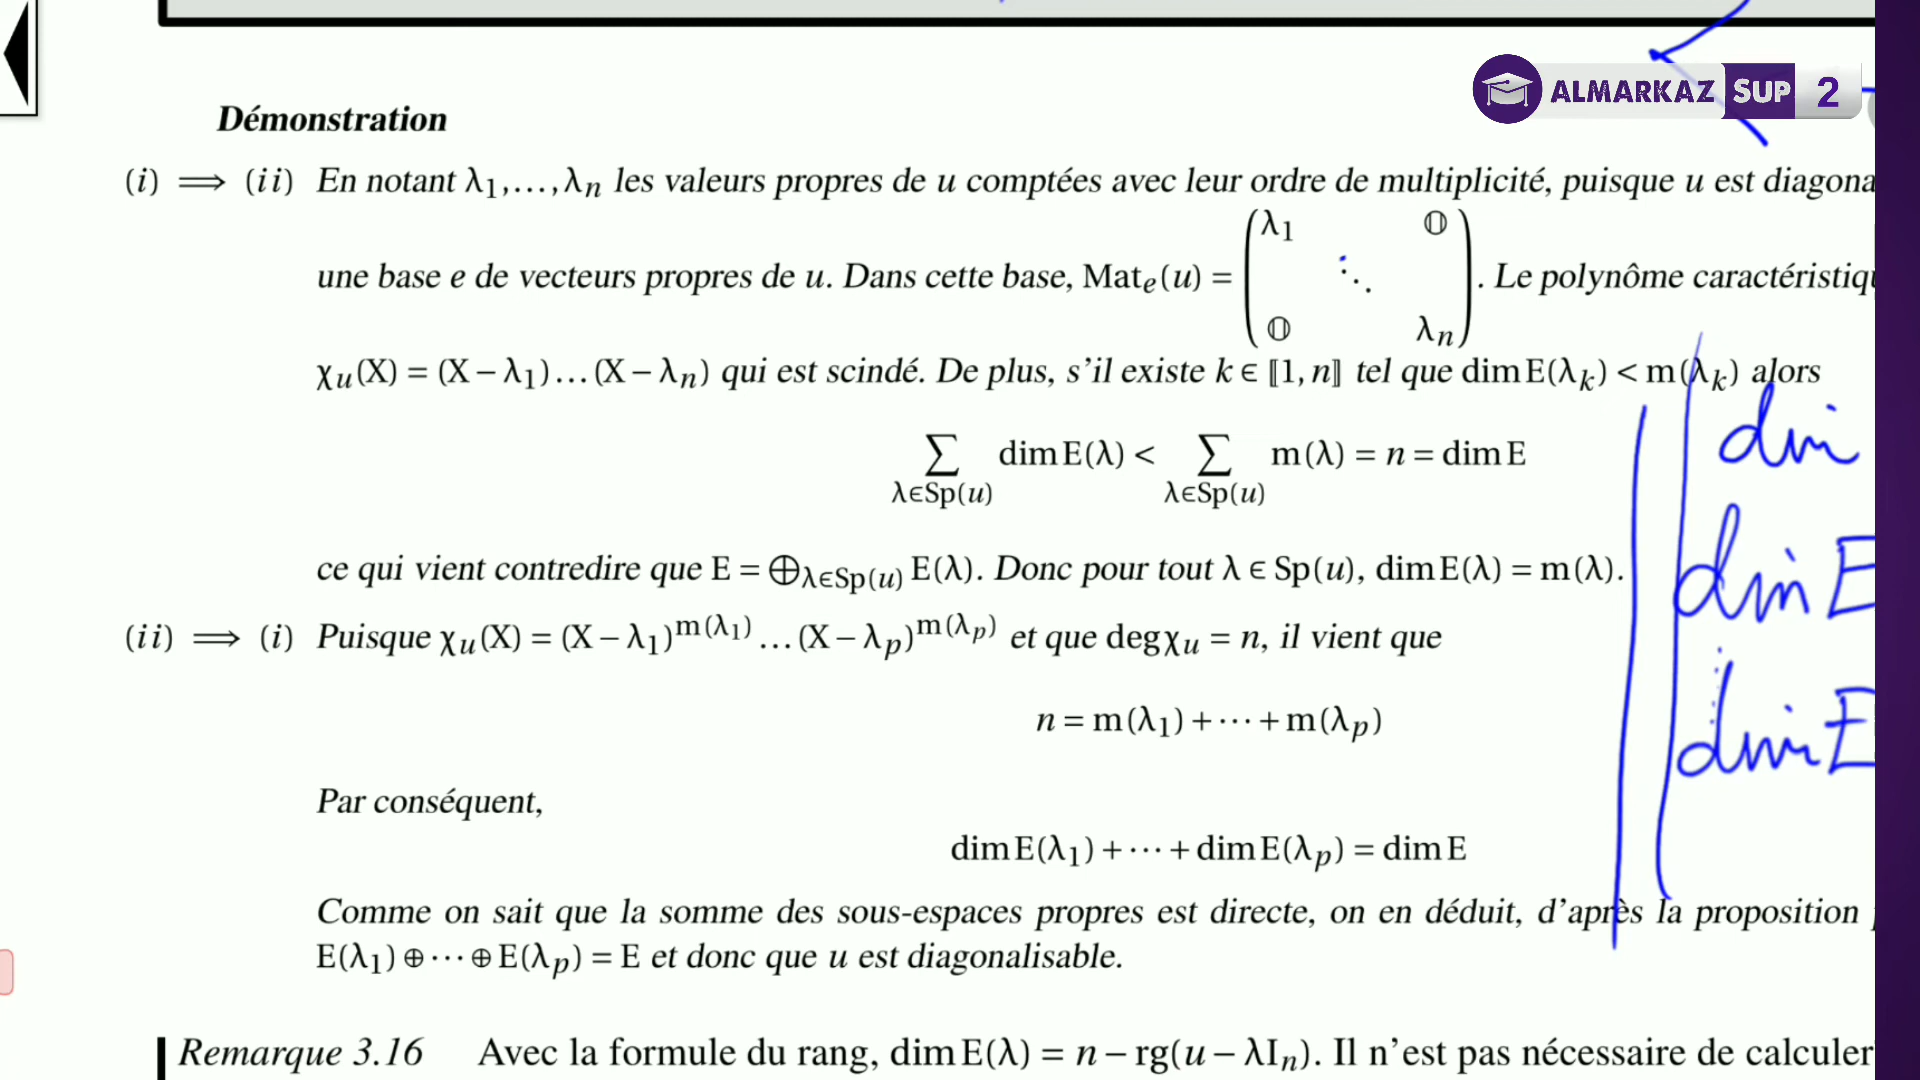 ALMARKAZ SUP 2
Démonstration
(i) ⟹ (ii) En notant λ1,…,λn les valeurs propres de u comptées avec leur ordre de multiplicité, puisque u est
une base e de vecteurs propres de u. Dans cette base, Mate(u) = (λ1 𝕆 ⋱ 𝕆 λn). Le polynôme
χu(X) = (X − λ1)…(X − λn) qui est scindé. De plus, s'il existe k ∈ ⟦1, n⟧ tel que dim E(λk) < m(λk) alors
∑λ∈Sp(u) dim E(λ) < ∑λ∈Sp(u) m(λ) = n = dim E
ce qui vient contredire que E = ⊕λ∈Sp(u) E(λ). Donc pour tout λ ∈ Sp(u), dim E(λ) = m(λ).
(ii) ⟹ (i) Puisque χu(X) = (X − λ1)^m(λ1) … (X − λp)^m(λp) et que deg χu = n, il vient que
n = m(λ1) + ⋯ + m(λp)
Par conséquent,
dim E(λ1) + ⋯ + dim E(λp) = dim E
Comme on sait que la somme des sous-espaces propres est directe, on en déduit, d'après la proposition
E(λ1) ⊕ ⋯ ⊕ E(λp) = E et donc que u est diagonalisable.
Remarque 3.16 Avec la formule du rang, dim E(λ) = n − rg(u − λIn). Il n'est pas nécessaire de calculer
dim
dim E
dim E